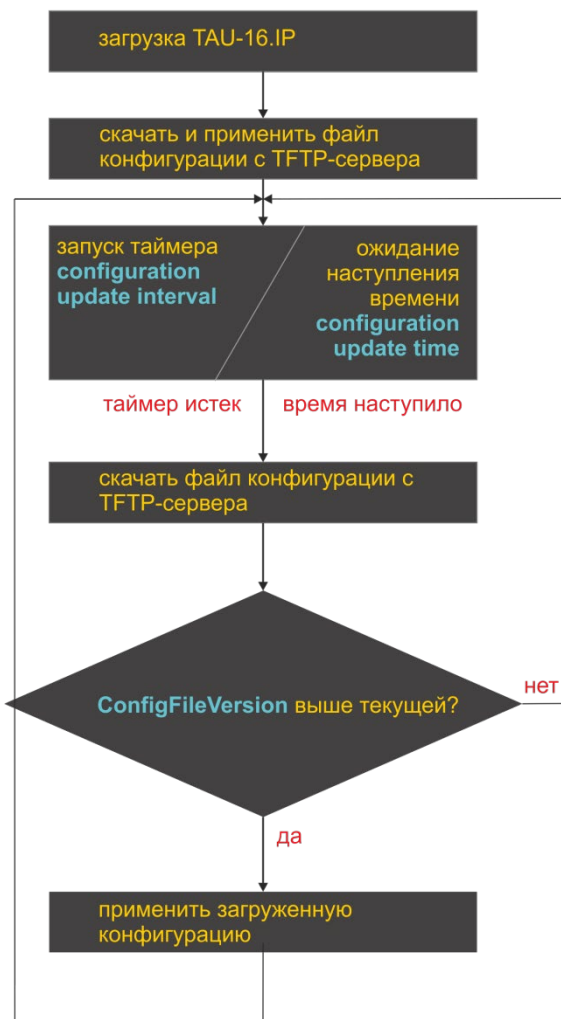 загрузка TAU-16.IP
скачать и применить файл
конфигурации с TFTP-сервера
запуск таймера
configuration
update interval
ожидание
наступления
времени
configuration
update time
таймер истек
время наступило
скачать файл конфигурации с
TFTP-сервера
ConfigFileVersion выше текущей?
нет
да
применить загруженную
конфигурацию